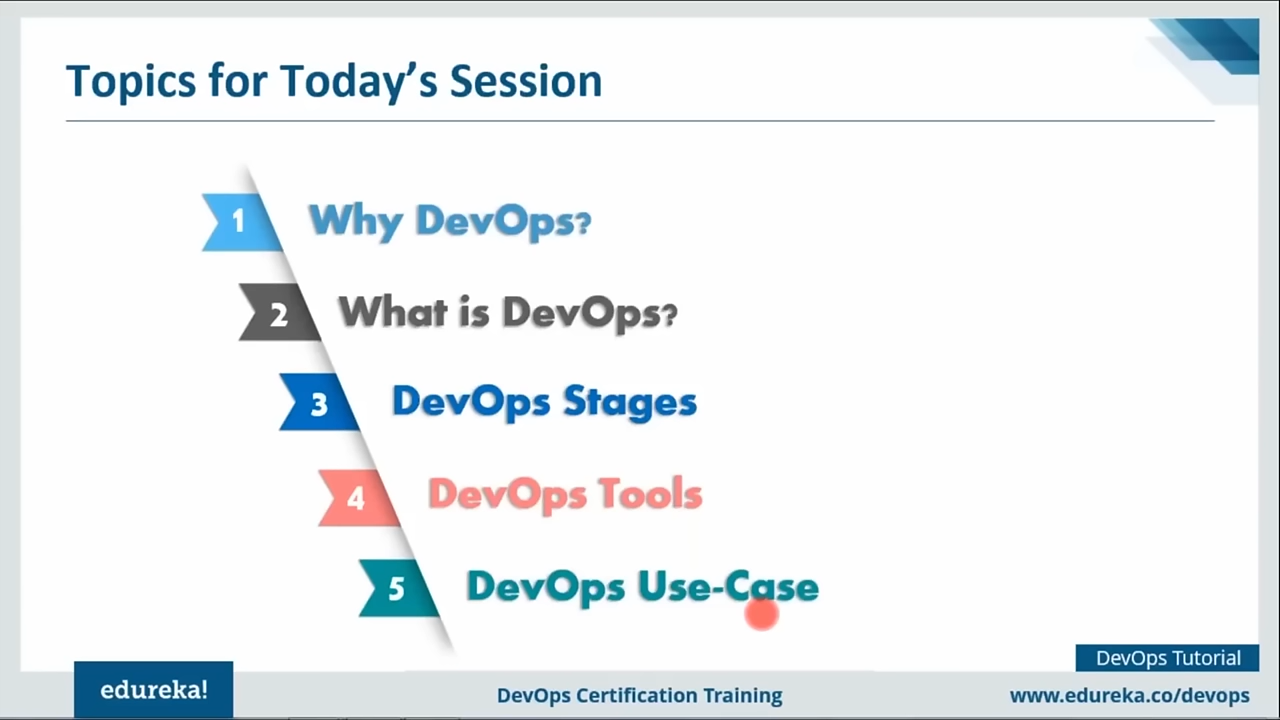 Topics for Today's Session
1 Why DevOps?
2 What is DevOps?
3 DevOps Stages
4 DevOps Tools
5 DevOps Use-Case
DevOps Tutorial
edureka!
DevOps Certification Training
www.edureka.co/devops